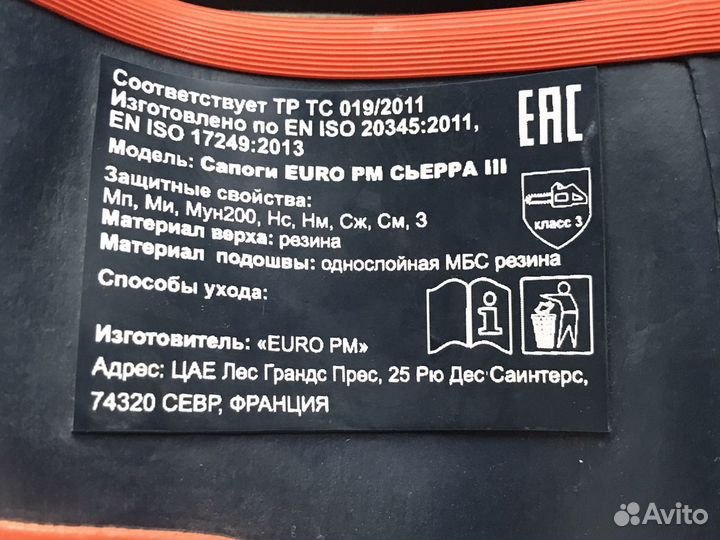 Соответствует ТР ТС 019/2011
Изготовлено по EN ISO 20345:2011,
EN ISO 17249:2013
EAC
Модель: Сапоги EURO PM СЬЕРРА III
Защитные свойства:
Мп, Ми, Мун200, Нс, Нм, Сж, См, З
класс 3
Материал верха: резина
Материал подошвы: однослойная МБС резина
Способы ухода:
i
Изготовитель: «EURO PM»
Адрес: ЦАЕ Лес Грандс Прес, 25 Рю Дес Саинтерс,
74320 СЕВР, ФРАНЦИЯ
Avito